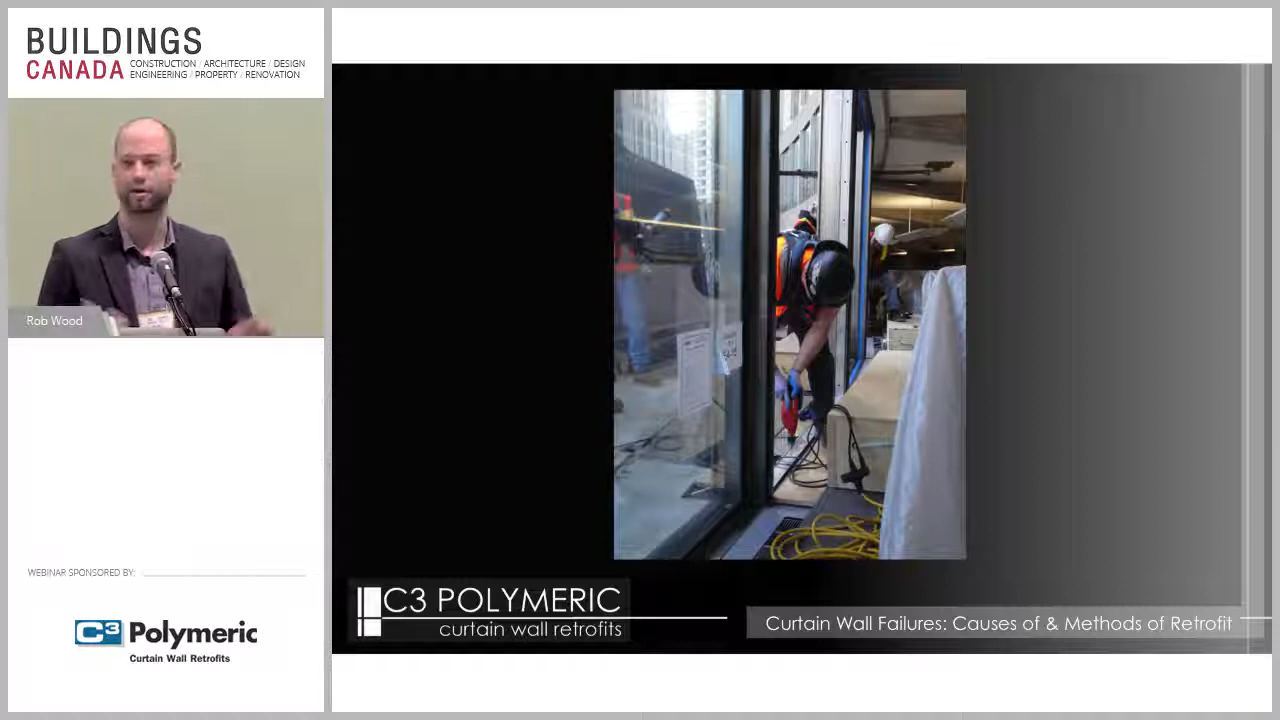 BUILDINGS
CANADA
CONSTRUCTION / ARCHITECTURE / DESIGN
ENGINEERING / PROPERTY / RENOVATION
Rob Wood
WEBINAR SPONSORED BY:
C3 Polymeric
Curtain Wall Retrofits
C3 POLYMERIC
curtain wall retrofits
Curtain Wall Failures: Causes of & Methods of Retrofit